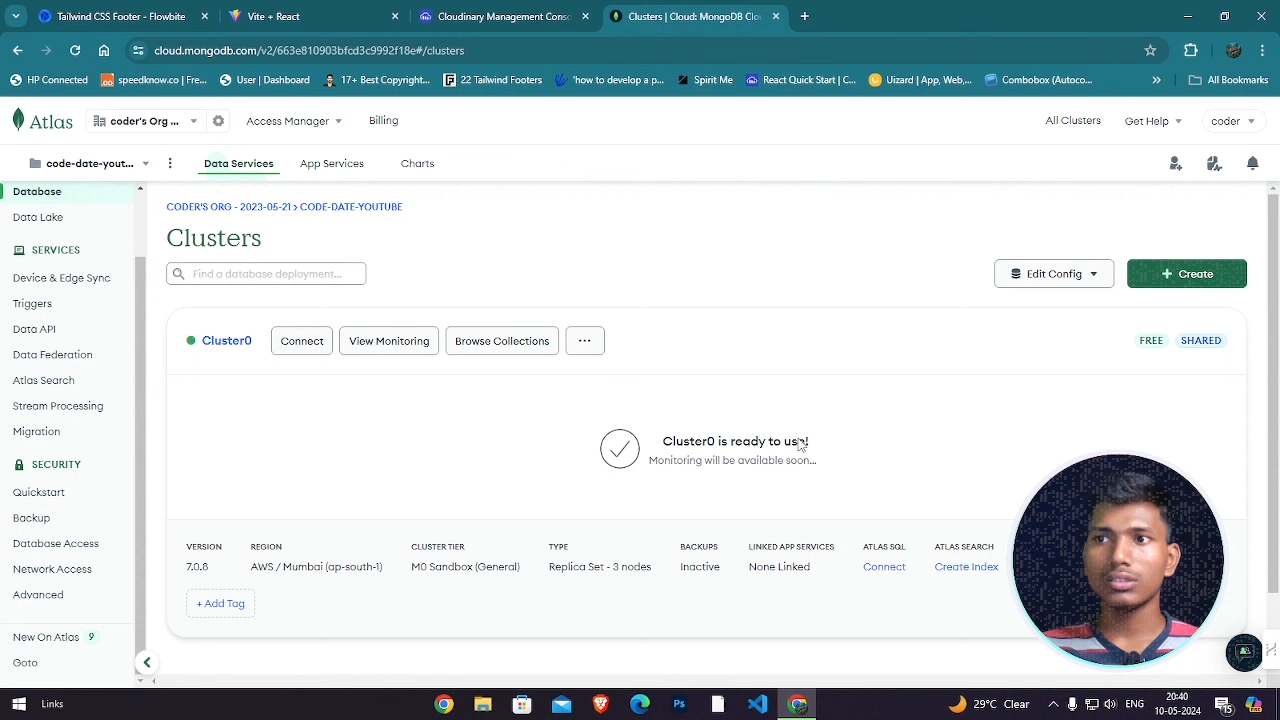 Tailwind CSS Forms - Flow
Vite + React
Cloudinary Management Conso
Clusters | Cloud: MongoDB Clou
cloud.mongodb.com/v2/663e810903bfcd3c9992f18e#/clusters
HP Connected
speedknow.co | Fre...
User | Dashboard
17+ Best Copyright...
22 Tailwind Footers
'how to develop a p...
Spirit Me
React Quick Start | C...
Uizard | App, Web,...
Combobox (Autoco...
All Bookmarks
Atlas
coder's Org ...
Access Manager
Billing
All Clusters
Get Help
coder
code-date-yout...
Data Services
App Services
Charts
Database
Data Lake
SERVICES
Device & Edge Sync
Triggers
Data API
Data Federation
Atlas Search
Stream Processing
Migration
SECURITY
Quickstart
Backup
Database Access
Network Access
Advanced
New On Atlas 9
Goto
CODER'S ORG - 2023-05-21 > CODE-DATE-YOUTUBE
Clusters
Find a database deployment...
Edit Config
+ Create
Cluster0
Connect
View Monitoring
Browse Collections
...
FREE
SHARED
Cluster0 is ready to use!
Monitoring will be available soon...
VERSION REGION CLUSTER TIER TYPE BACKUPS LINKED APP SERVICES ATLAS SQL ATLAS SEARCH
7.0.8 AWS / Mumbai (ap-south-1) M0 Sandbox (General) Replica Set - 3 nodes Inactive None Linked Connect Create Index
+ Add Tag
Links
29°C Clear
20:40
10-05-2024